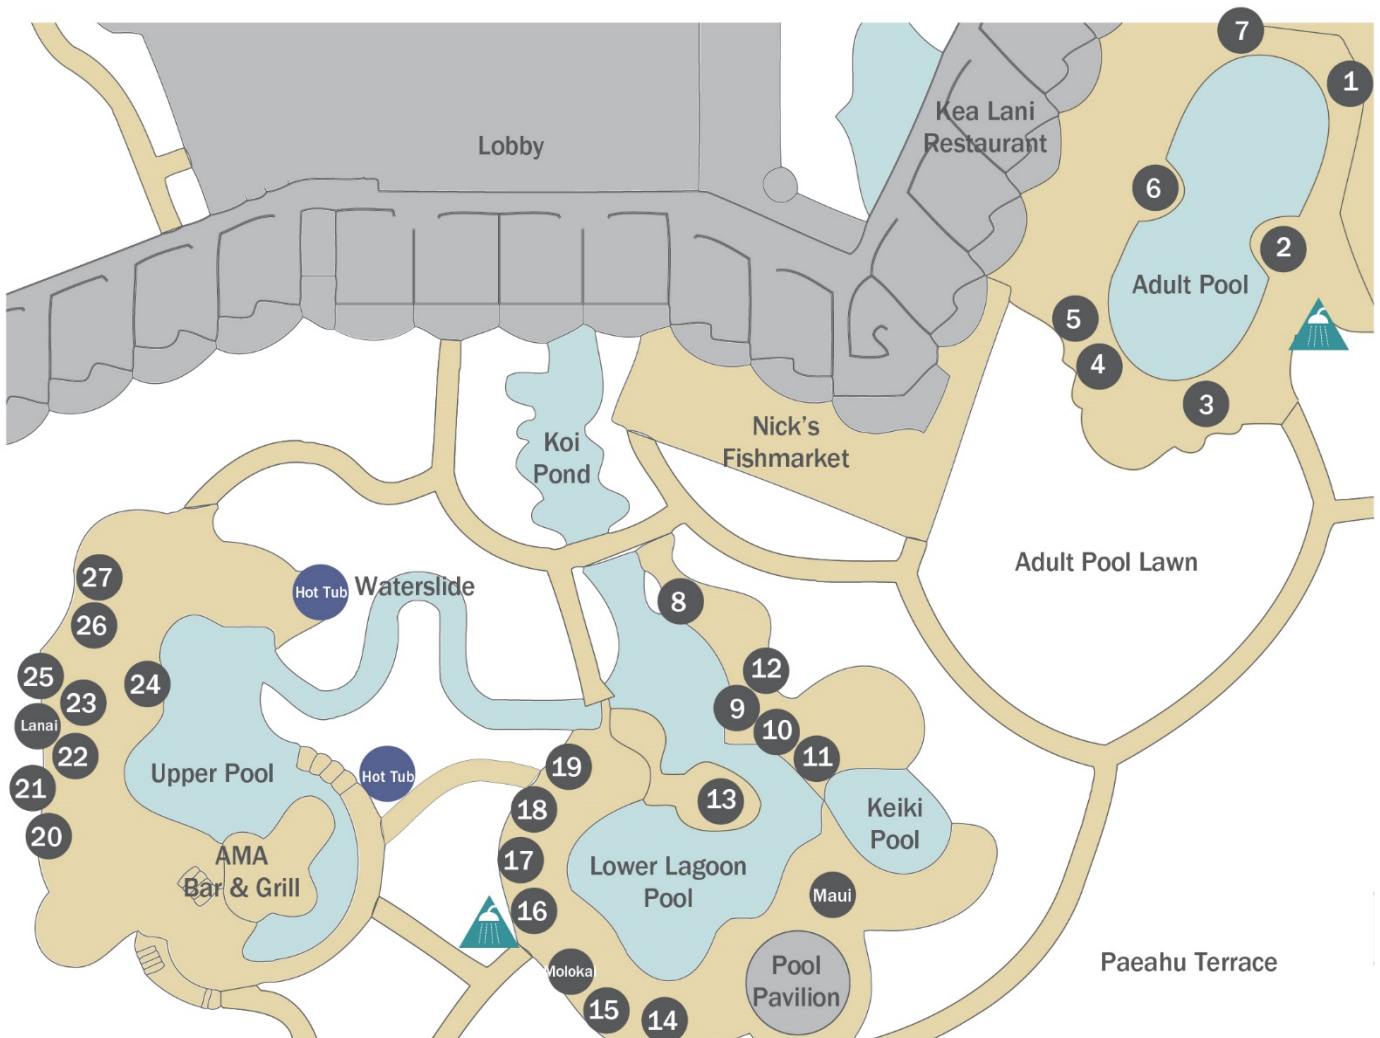 7
1
Lobby
Kea Lani
Restaurant
6
2
Adult Pool
5
4
3
Nick's
Fishmarket
Koi
Pond
Adult Pool Lawn
27
Hot Tub
Waterslide
8
26
25
24
23
12
Lanai
9
10
22
11
19
Upper Pool
Hot Tub
21
13
18
Keiki
Pool
20
AMA
Bar & Grill
17
Lower Lagoon
Pool
Maui
16
Paeahu Terrace
Molokai
Pool
Pavilion
15
14